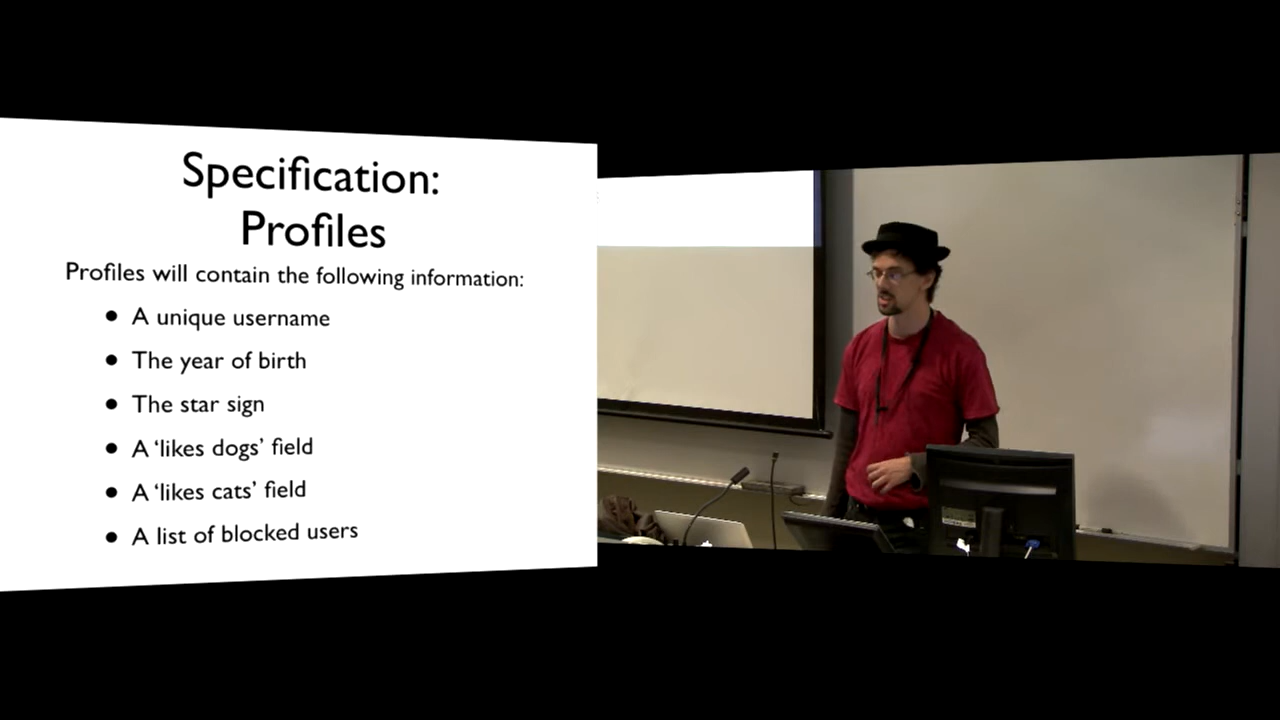 Specification:
Profiles
Profiles will contain the following information:
● A unique username
● The year of birth
● The star sign
● A ‘likes dogs’ field
● A ‘likes cats’ field
● A list of blocked users